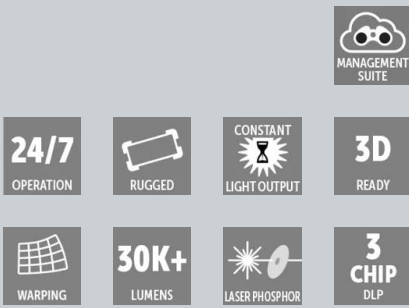 MANAGEMENT
SUITE
24/7
OPERATION
RUGGED
CONSTANT
LIGHT OUTPUT
3D
READY
WARPING
30K+
LUMENS
LASER PHOSPHOR
3
CHIP
DLP